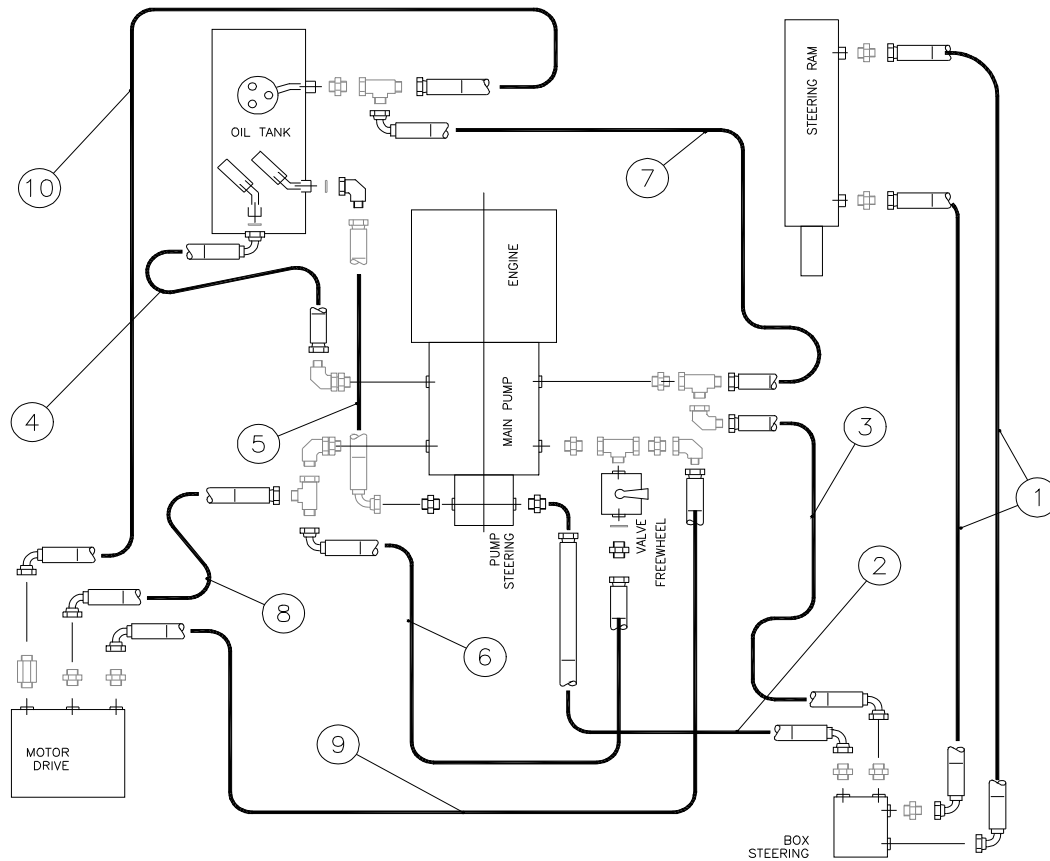 OIL TANK
STEERING RAM
10
7
ENGINE
4
5
MAIN PUMP
3
1
PUMP
STEERING
VALVE
FREEWHEEL
2
8
6
9
MOTOR
DRIVE
BOX
STEERING